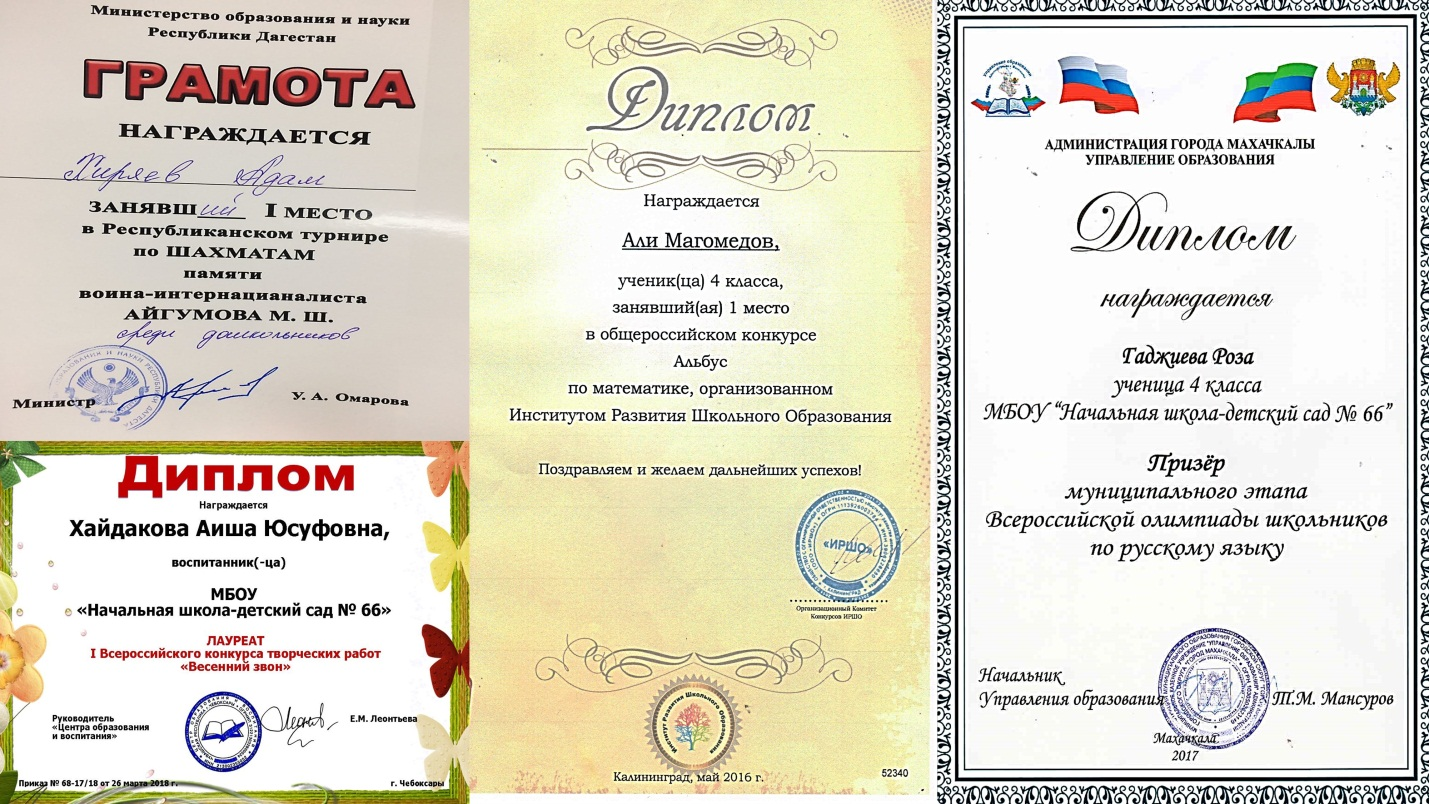 Министерство образования и науки
Республики Дагестан
ГРАМОТА
НАГРАЖДАЕТСЯ
Хиряев Адам
ЗАНЯВШий I МЕСТО
в Республиканском турнире
по ШАХМАТАМ
памяти
воина-интернацианалиста
АЙГУМОВА М. Ш.
среди дошкольников
Министр У. А. Омарова
Диплом
Награждается
Хайдакова Аиша Юсуфовна,
воспитанник(-ца)
МБОУ
«Начальная школа-детский сад № 66»
ЛАУРЕАТ
I Всероссийского конкурса творческих работ
«Весенний звон»
Руководитель
«Центра образования
и воспитания»
Е.М. Леонтьева
Приказ № 68-17/18 от 26 марта 2018 г.
г. Чебоксары
Диплом
Награждается
Али Магомедов,
ученик(ца) 4 класса,
занявший(ая) 1 место
в общероссийском конкурсе
Альбус
по математике, организованном
Институтом Развития Школьного Образования
Поздравляем и желаем дальнейших успехов!
«ИРШО»
Организационный Комитет
Конкурсов ИРШО
Институт Развития Школьного Образования
Калининград, май 2016 г.
52340
АДМИНИСТРАЦИЯ ГОРОДА МАХАЧКАЛЫ
УПРАВЛЕНИЕ ОБРАЗОВАНИЯ
Диплом
награждается
Гаджиева Роза
ученица 4 класса
МБОУ “Начальная школа-детский сад № 66”
Призёр
муниципального этапа
Всероссийской олимпиады школьников
по русскому языку
Начальник
Управления образования Т.М. Мансуров
Махачкала
2017